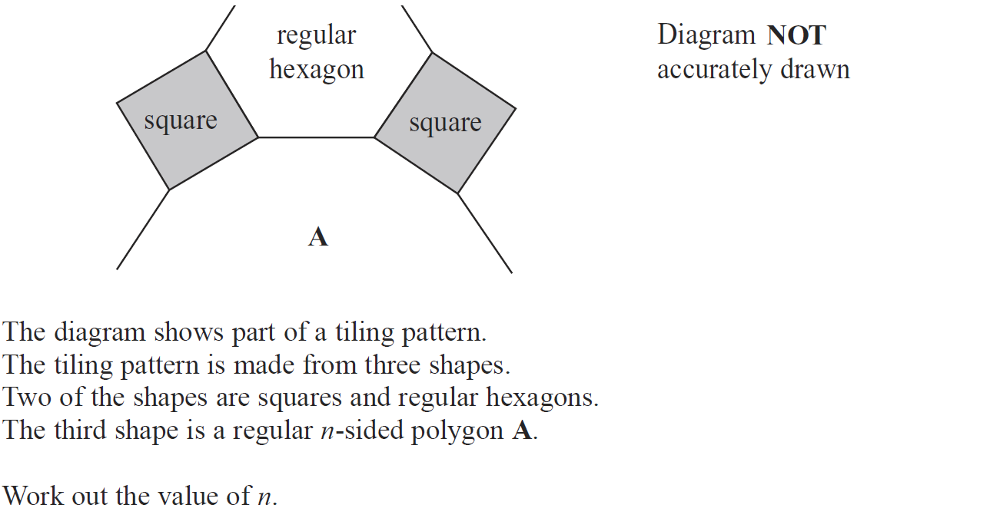 regular
hexagon
Diagram NOT
accurately drawn
square
square
A
The diagram shows part of a tiling pattern.
The tiling pattern is made from three shapes.
Two of the shapes are squares and regular hexagons.
The third shape is a regular n-sided polygon A.
Work out the value of n.